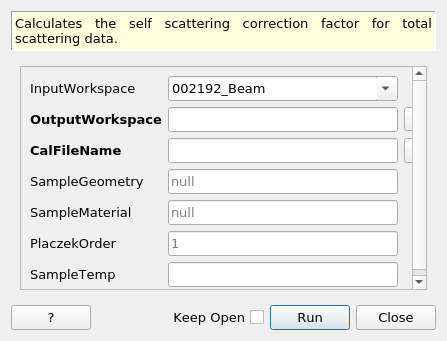 Calculates the self scattering correction factor for total
scattering data.
InputWorkspace 002192_Beam
OutputWorkspace
CalFileName
SampleGeometry null
SampleMaterial null
PlaczekOrder 1
SampleTemp
? Keep Open Run Close